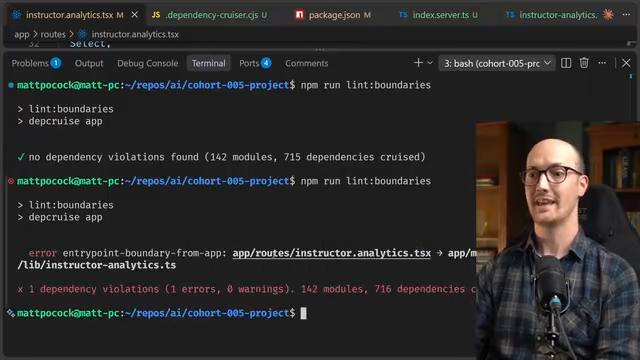 instructor.analytics.tsx M
.dependency-cruiser.cjs U
package.json M
index.server.ts U
instructor-analytics.
app > routes > instructor.analytics.tsx
32 Select,
Problems 1 Output Debug Console Terminal Ports 4 3: bash (cohort-005-pro
mattpocock@matt-pc:~/repos/ai/cohort-005-project$ npm run lint:boundaries
> lint:boundaries
> depcruise app
✓ no dependency violations found (142 modules, 715 dependencies cruised)
mattpocock@matt-pc:~/repos/ai/cohort-005-project$ npm run lint:boundaries
> lint:boundaries
> depcruise app
error entrypoint-boundary-from-app: app/routes/instructor.analytics.tsx → app/m
/lib/instructor-analytics.ts
x 1 dependency violations (1 errors, 0 warnings). 142 modules, 716 dependencies c
mattpocock@matt-pc:~/repos/ai/cohort-005-project$